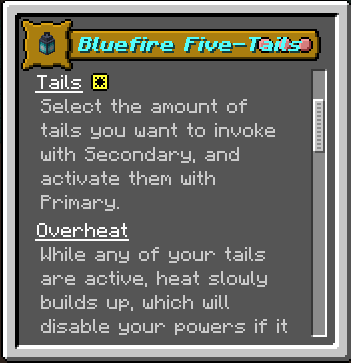 Bluefire Five-Tails
Tails
Select the amount of
tails you want to invoke
with Secondary, and
activate them with
Primary.
Overheat
While any of your tails
are active, heat slowly
builds up, which will
disable your powers if it